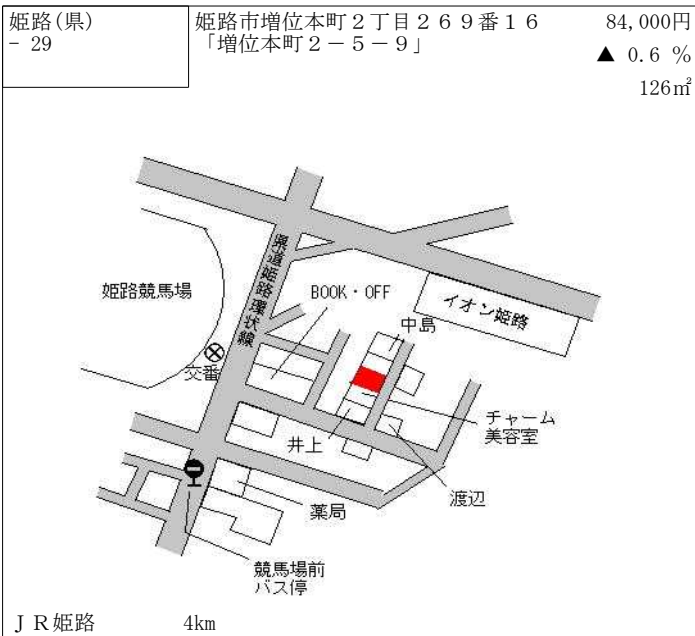 姫路(県)
- 29
姫路市増位本町２丁目２６９番１６
「増位本町２－５－９」
84,000円
▲ 0.6 %
126㎡
県道姫路環状線
姫路競馬場
BOOK・OFF
イオン姫路
中島
交番
チャーム
美容室
井上
渡辺
薬局
競馬場前
バス停
ＪＲ姫路
4km